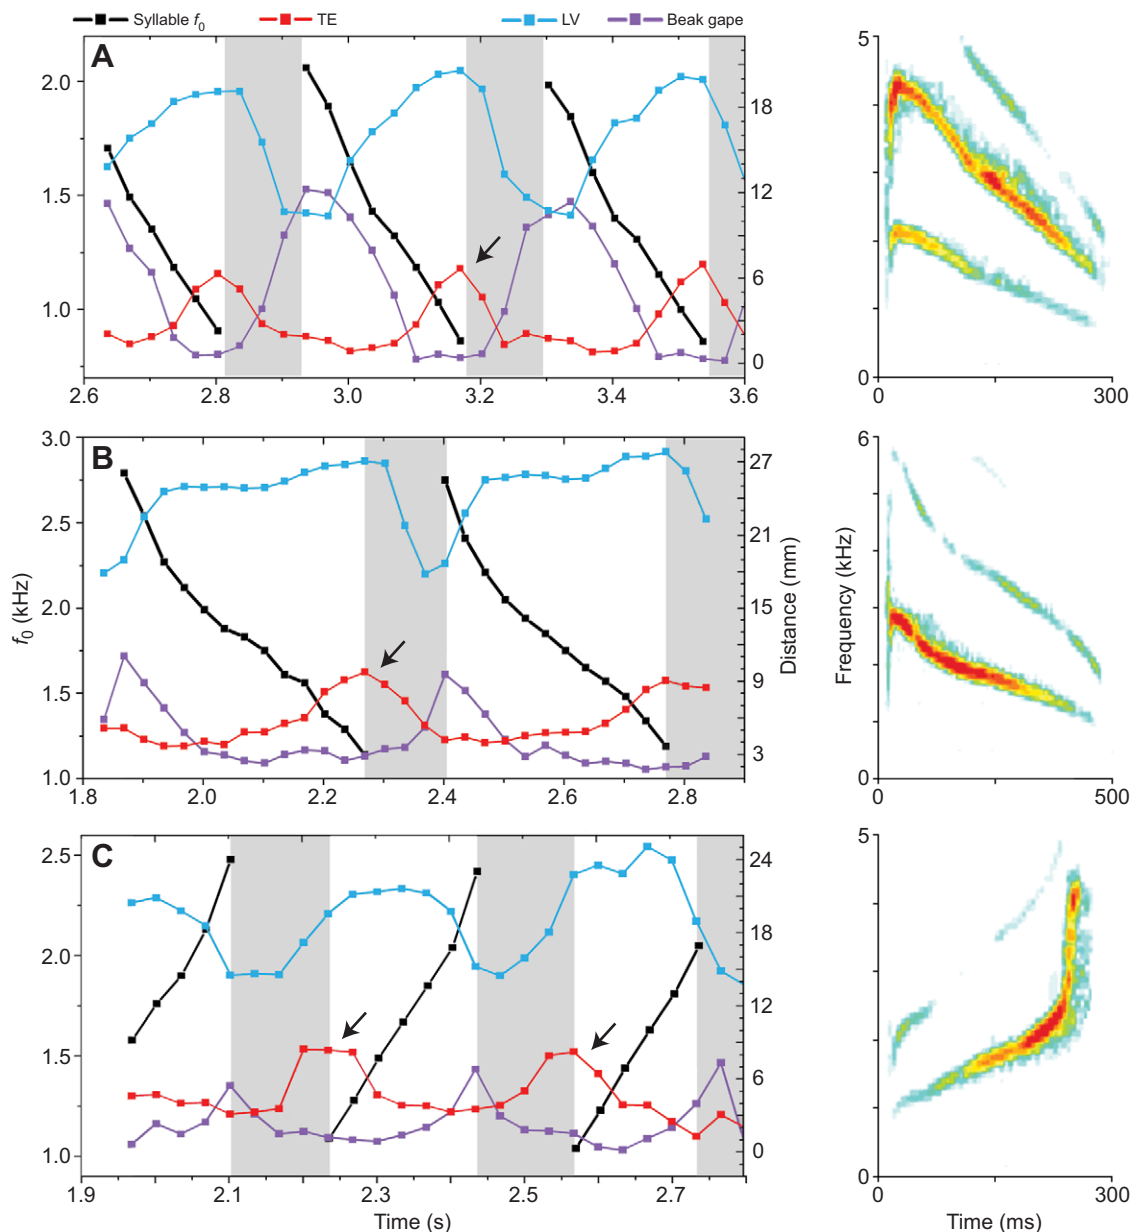 Syllable f0 TE LV Beak gape
A
2.0
1.5
1.0
18
12
6
0
2.6 2.8 3.0 3.2 3.4 3.6
5
0
0 300
B
3.0
2.5
2.0
1.5
1.0
27
21
15
9
3
1.8 2.0 2.2 2.4 2.6 2.8
f0 (kHz)
Distance (mm)
Frequency (kHz)
6
0
0 500
C
2.5
2.0
1.5
1.0
24
18
12
6
0
1.9 2.1 2.3 2.5 2.7
Time (s)
5
0
0 300
Time (ms)